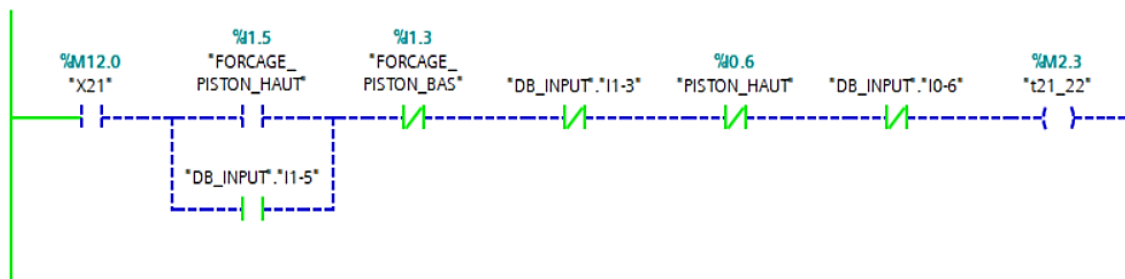 %M12.0
"X21"
%I1.5
"FORCAGE_
PISTON_HAUT"
%I1.3
"FORCAGE_
PISTON_BAS"
"DB_INPUT"."I1-3"
%I0.6
"PISTON_HAUT"
"DB_INPUT"."I0-6"
%M2.3
"t21_22"
"DB_INPUT"."I1-5"